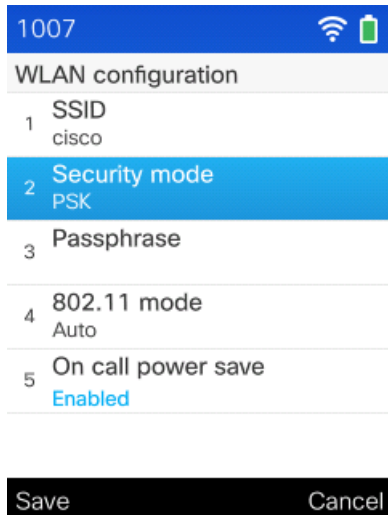 1007
WLAN configuration
1 SSID
cisco
2 Security mode
PSK
3 Passphrase
4 802.11 mode
Auto
5 On call power save
Enabled
Save Cancel